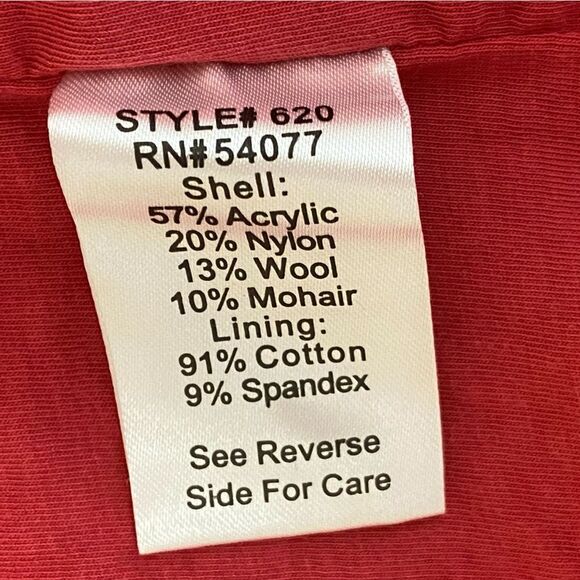 STYLE# 620
RN# 54077
Shell:
57% Acrylic
20% Nylon
13% Wool
10% Mohair
Lining:
91% Cotton
9% Spandex
See Reverse
Side For Care